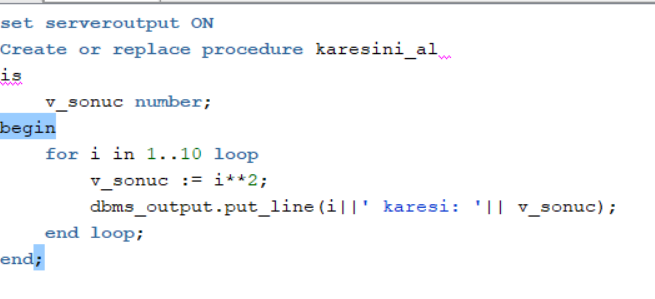 set serveroutput ON
Create or replace procedure karesini_al
is
    v_sonuc number;
begin
    for i in 1..10 loop
        v_sonuc := i**2;
        dbms_output.put_line(i||' karesi: '|| v_sonuc);
    end loop;
end;